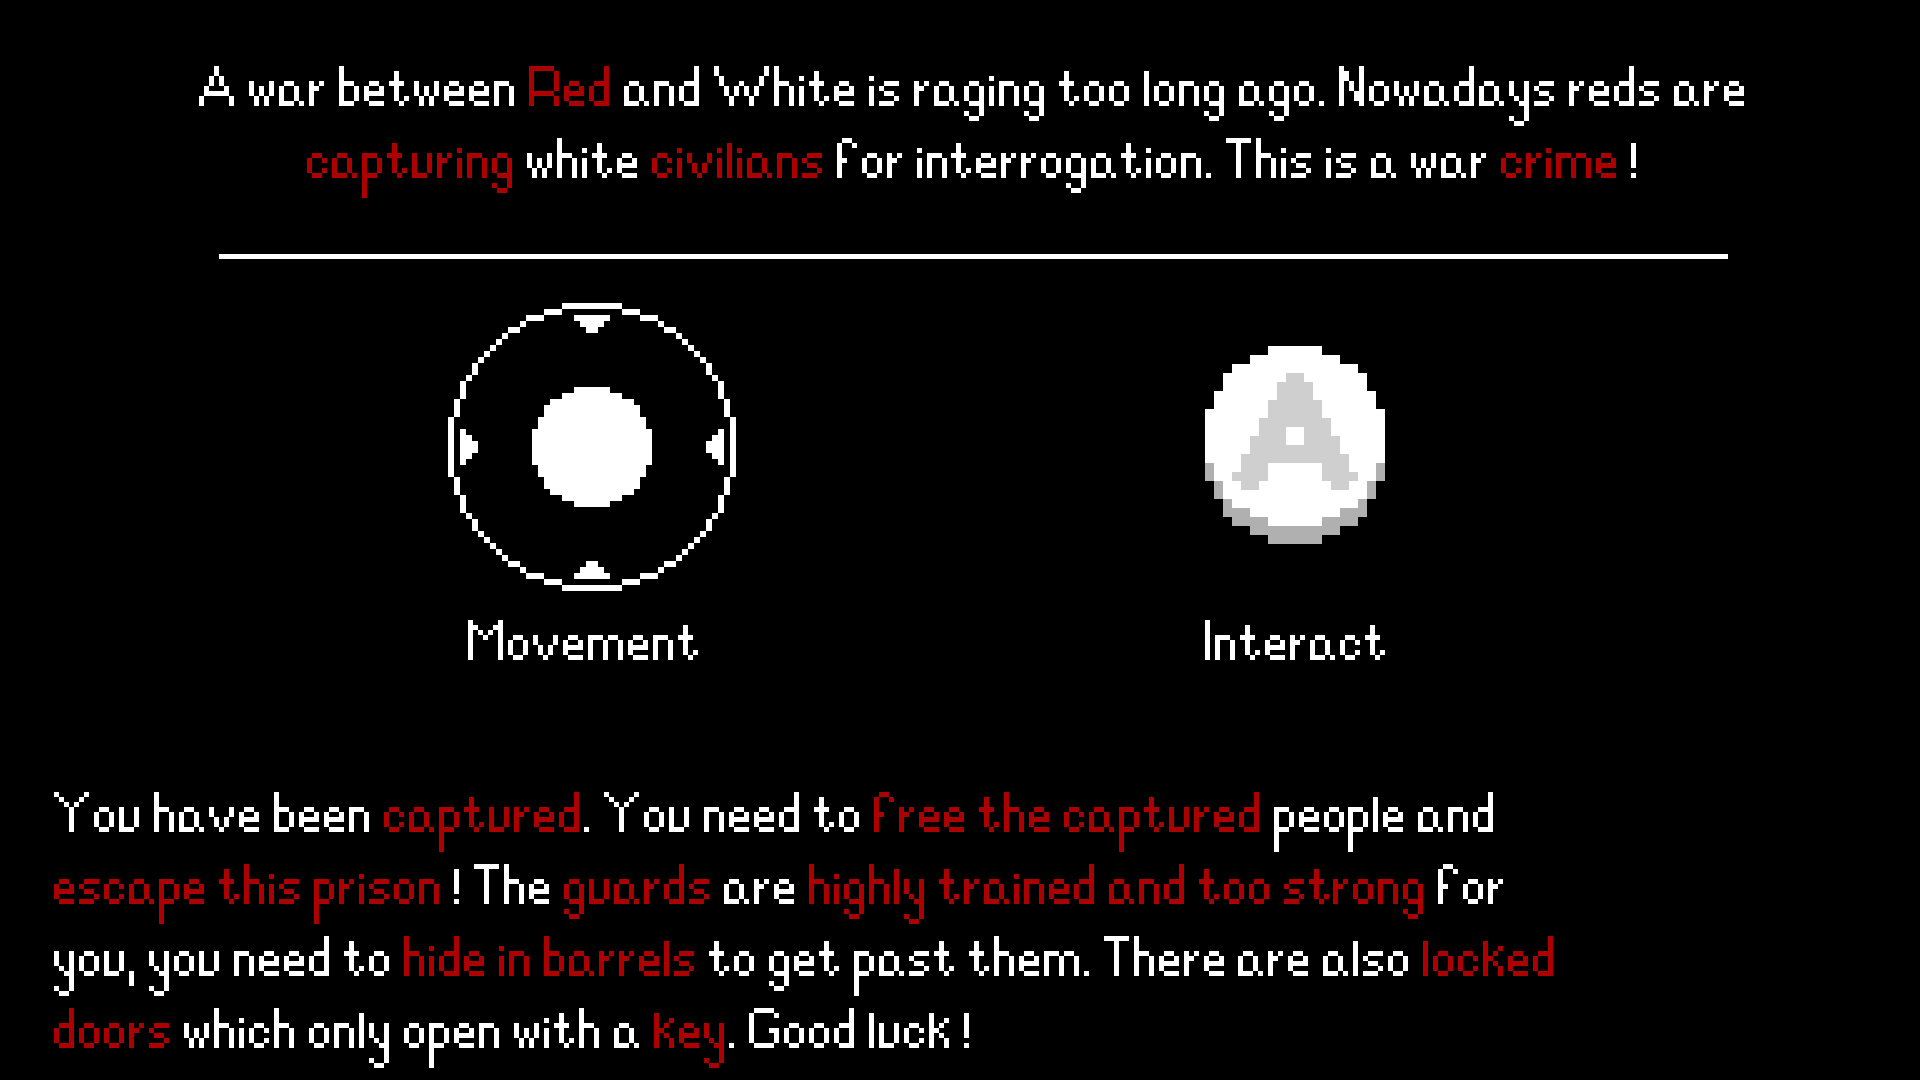 A war between Red and White is raging too long ago. Nowadays reds are
capturing white civilians for interrogation. This is a war crime!
A
Movement
Interact
You have been captured. You need to free the captured people and
escape this prison! The guards are highly trained and too strong for
you, you need to hide in barrels to get past them. There are also locked
doors which only open with a key. Good luck!